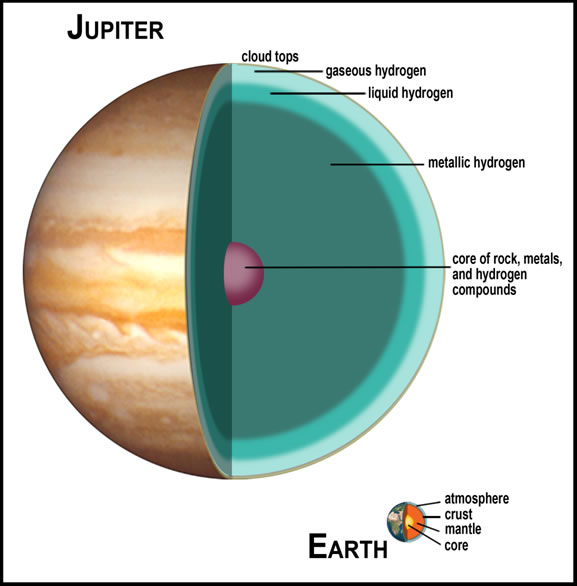 JUPITER
cloud tops
gaseous hydrogen
liquid hydrogen
metallic hydrogen
core of rock, metals,
and hydrogen
compounds
EARTH
atmosphere
crust
mantle
core